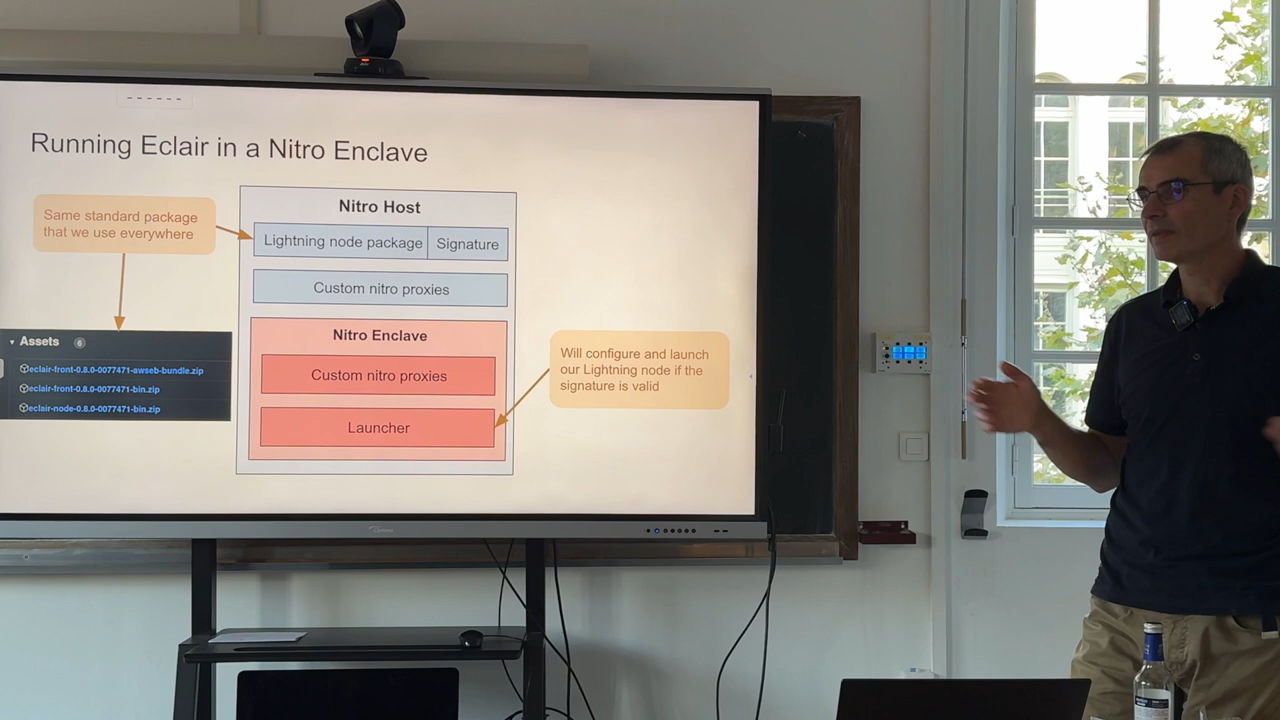 Running Eclair in a Nitro Enclave
Same standard package
that we use everywhere
Nitro Host
Lightning node package
Signature
Custom nitro proxies
Nitro Enclave
Custom nitro proxies
Launcher
Will configure and launch
our Lightning node if the
signature is valid
Assets 6
eclair-front-0.8.0-0077471-awseb-bundle.zip
eclair-front-0.8.0-0077471-bin.zip
eclair-node-0.8.0-0077471-bin.zip